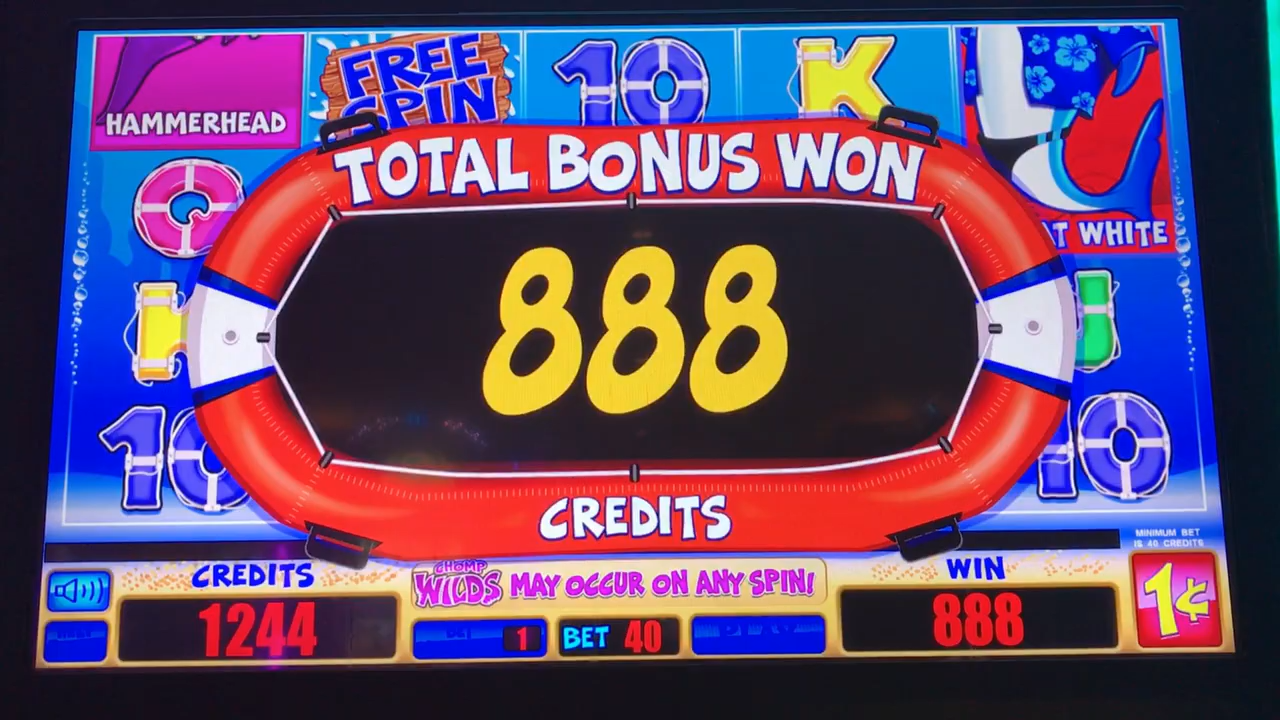 HAMMERHEAD
FREE
SPIN
10
K
TOTAL BONUS WON
T WHITE
Q
888
K
J
10
10
CREDITS
MINIMUM BET
IS 40 CREDITS
CREDITS
CHOMP
WILDS MAY OCCUR ON ANY SPIN!
WIN
1244
1
BET 40
888
1¢